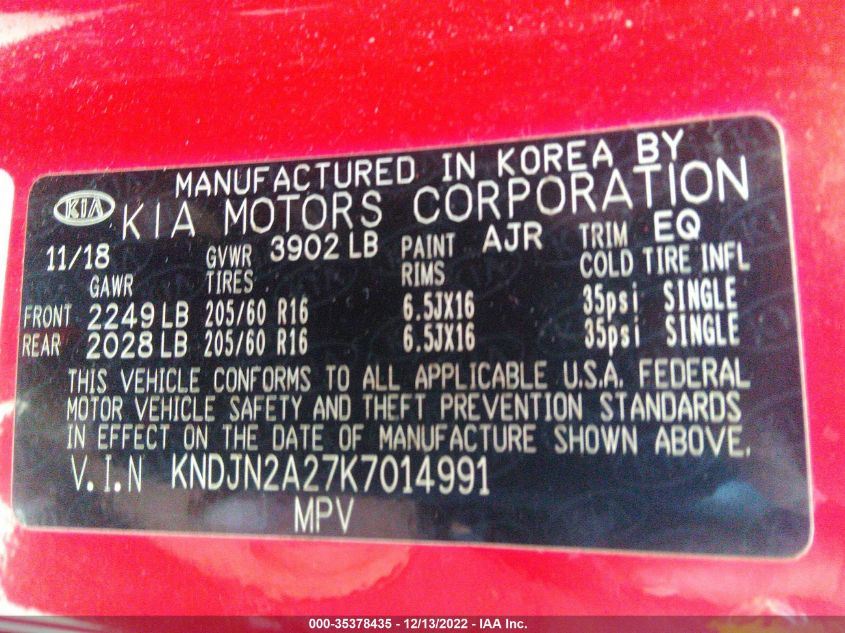 MANUFACTURED IN KOREA BY
KIA KIA MOTORS CORPORATION
11/18 GVWR 3902 LB PAINT AJR TRIM EQ
GAWR TIRES RIMS COLD TIRE INFL
FRONT 2249 LB 205/60 R16 6.5JX16 35psi SINGLE
REAR 2028 LB 205/60 R16 6.5JX16 35psi SINGLE
THIS VEHICLE CONFORMS TO ALL APPLICABLE U.S.A. FEDERAL
MOTOR VEHICLE SAFETY AND THEFT PREVENTION STANDARDS
IN EFFECT ON THE DATE OF MANUFACTURE SHOWN ABOVE.
V.I.N KNDJN2A27K7014991
MPV
000-35378435 - 12/13/2022 - IAA Inc.